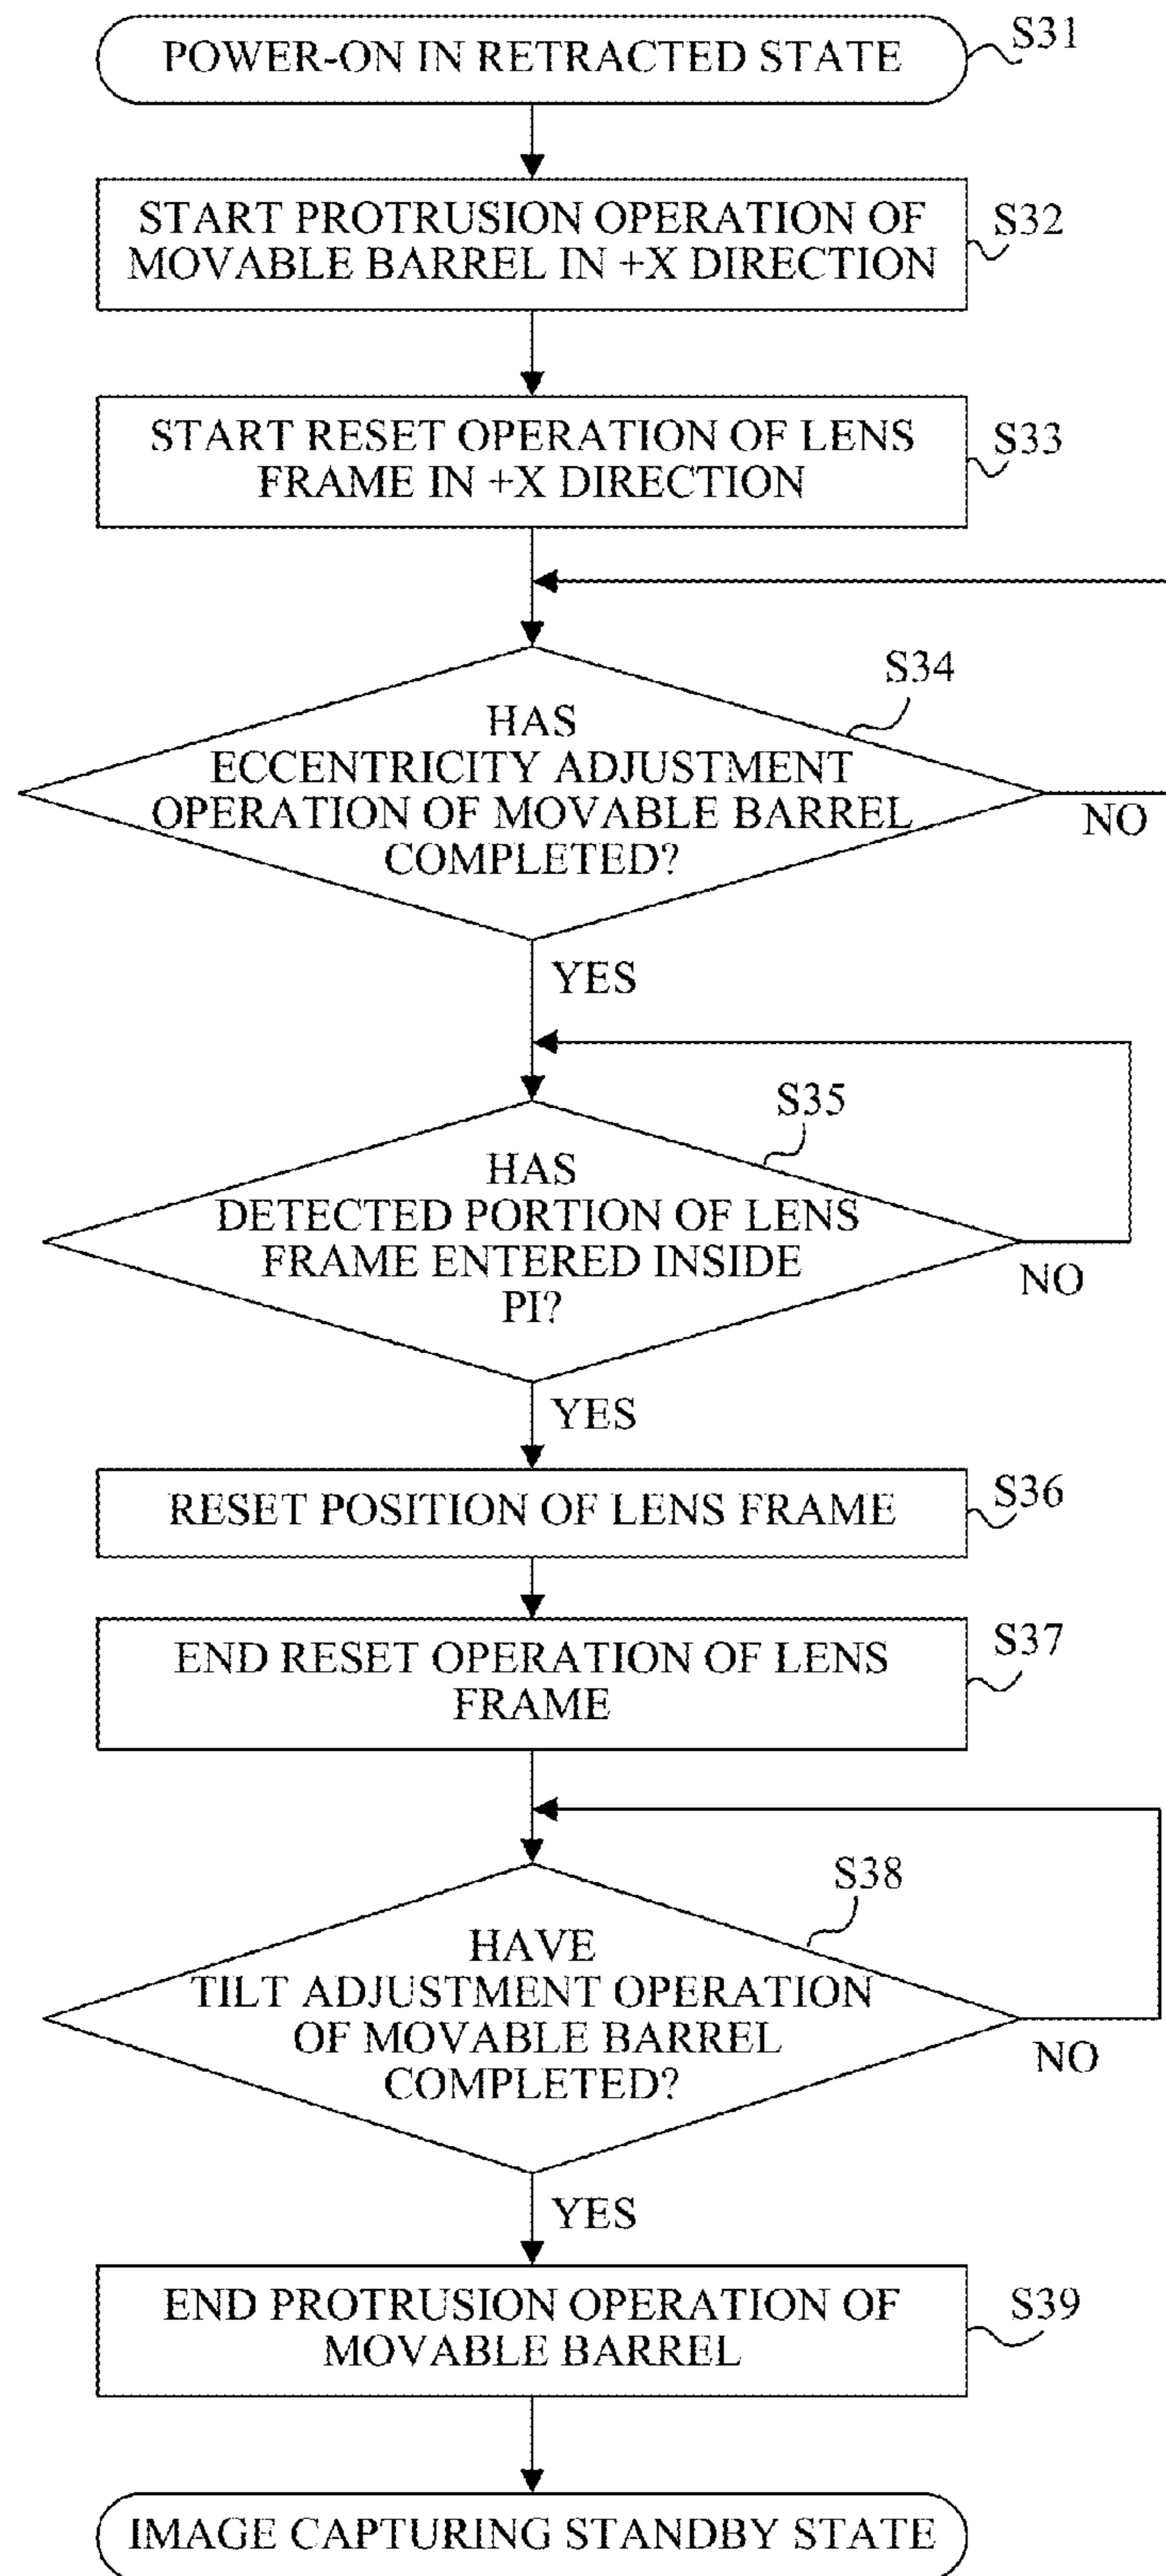 POWER-ON IN RETRACTED STATE
S31
START PROTRUSION OPERATION OF
MOVABLE BARREL IN +X DIRECTION
S32
START RESET OPERATION OF LENS
FRAME IN +X DIRECTION
S33
S34
HAS
ECCENTRICITY ADJUSTMENT
OPERATION OF MOVABLE BARREL
COMPLETED?
NO
YES
S35
HAS
DETECTED PORTION OF LENS
FRAME ENTERED INSIDE
PI?
NO
YES
RESET POSITION OF LENS FRAME
S36
END RESET OPERATION OF LENS
FRAME
S37
S38
HAVE
TILT ADJUSTMENT OPERATION
OF MOVABLE BARREL
COMPLETED?
NO
YES
END PROTRUSION OPERATION OF
MOVABLE BARREL
S39
IMAGE CAPTURING STANDBY STATE